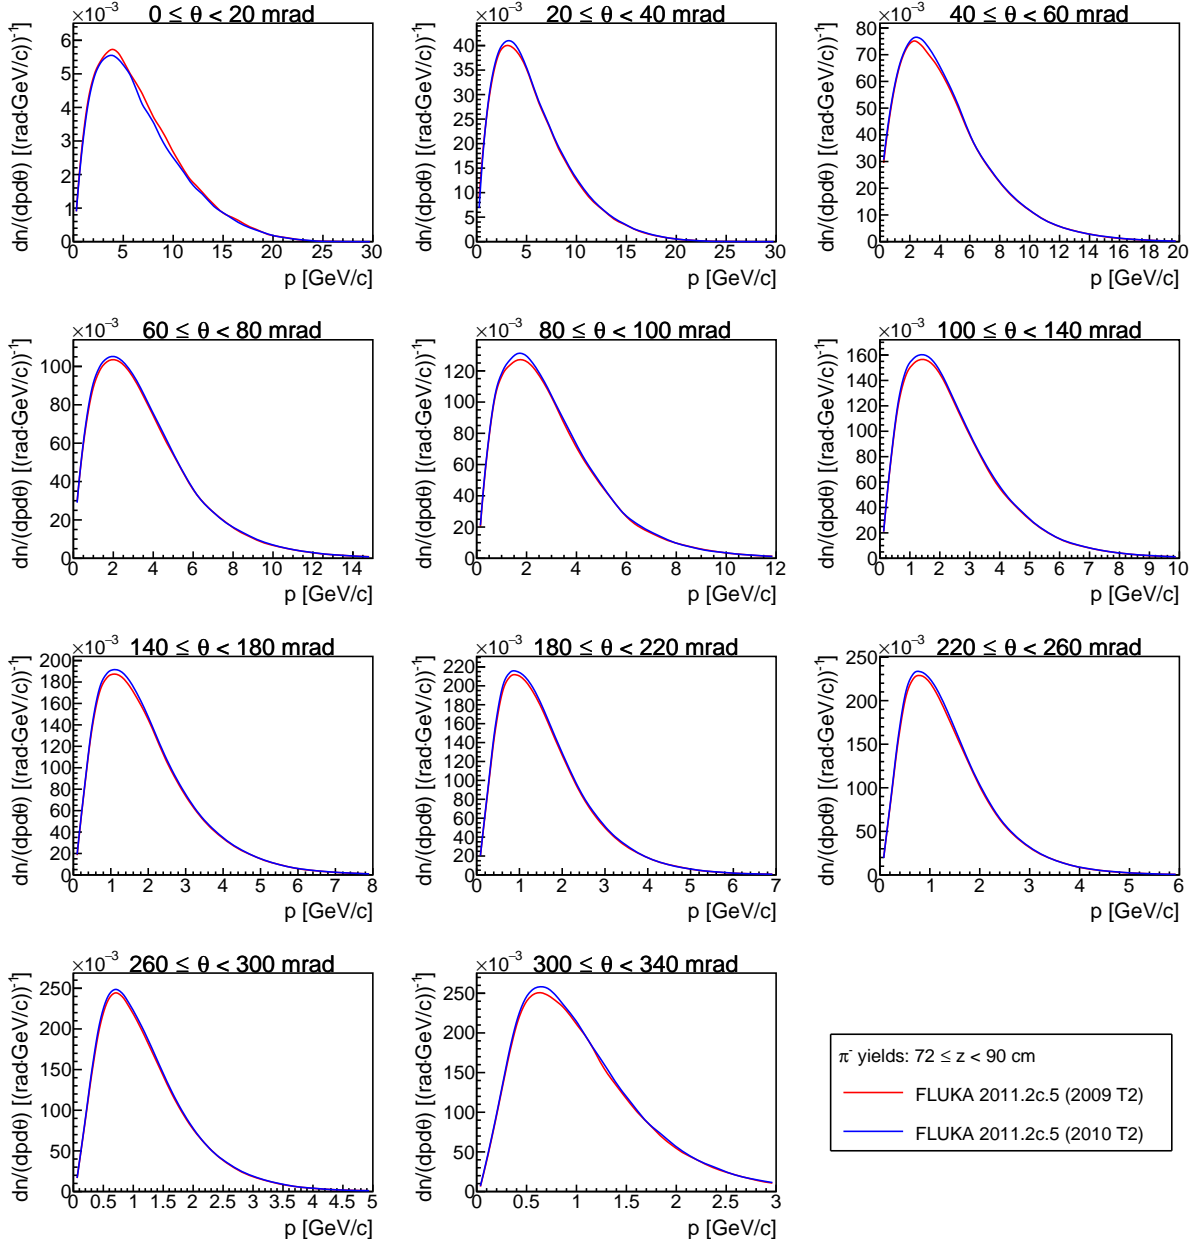 0 ≤ θ < 20 mrad
×10⁻³
dn/(dpdθ) [(rad·GeV/c))⁻¹]
6
5
4
3
2
1
0
0 5 10 15 20 25 30
p [GeV/c]
20 ≤ θ < 40 mrad
×10⁻³
dn/(dpdθ) [(rad·GeV/c))⁻¹]
40
35
30
25
20
15
10
5
0
0 5 10 15 20 25 30
p [GeV/c]
40 ≤ θ < 60 mrad
×10⁻³
dn/(dpdθ) [(rad·GeV/c))⁻¹]
80
70
60
50
40
30
20
10
0
0 2 4 6 8 10 12 14 16 18 20
p [GeV/c]
60 ≤ θ < 80 mrad
×10⁻³
dn/(dpdθ) [(rad·GeV/c))⁻¹]
100
80
60
40
20
0
0 2 4 6 8 10 12 14
p [GeV/c]
80 ≤ θ < 100 mrad
×10⁻³
dn/(dpdθ) [(rad·GeV/c))⁻¹]
120
100
80
60
40
20
0
0 2 4 6 8 10 12
p [GeV/c]
100 ≤ θ < 140 mrad
×10⁻³
dn/(dpdθ) [(rad·GeV/c))⁻¹]
160
140
120
100
80
60
40
20
0
0 1 2 3 4 5 6 7 8 9 10
p [GeV/c]
140 ≤ θ < 180 mrad
×10⁻³
dn/(dpdθ) [(rad·GeV/c))⁻¹]
200
180
160
140
120
100
80
60
40
20
0
0 1 2 3 4 5 6 7 8
p [GeV/c]
180 ≤ θ < 220 mrad
×10⁻³
dn/(dpdθ) [(rad·GeV/c))⁻¹]
220
200
180
160
140
120
100
80
60
40
20
0
0 1 2 3 4 5 6 7
p [GeV/c]
220 ≤ θ < 260 mrad
×10⁻³
dn/(dpdθ) [(rad·GeV/c))⁻¹]
250
200
150
100
50
0
0 1 2 3 4 5 6
p [GeV/c]
260 ≤ θ < 300 mrad
×10⁻³
dn/(dpdθ) [(rad·GeV/c))⁻¹]
250
200
150
100
50
0
0 0.5 1 1.5 2 2.5 3 3.5 4 4.5 5
p [GeV/c]
300 ≤ θ < 340 mrad
×10⁻³
dn/(dpdθ) [(rad·GeV/c))⁻¹]
250
200
150
100
50
0
0 0.5 1 1.5 2 2.5 3
p [GeV/c]
π⁻ yields: 72 ≤ z < 90 cm
FLUKA 2011.2c.5 (2009 T2)
FLUKA 2011.2c.5 (2010 T2)